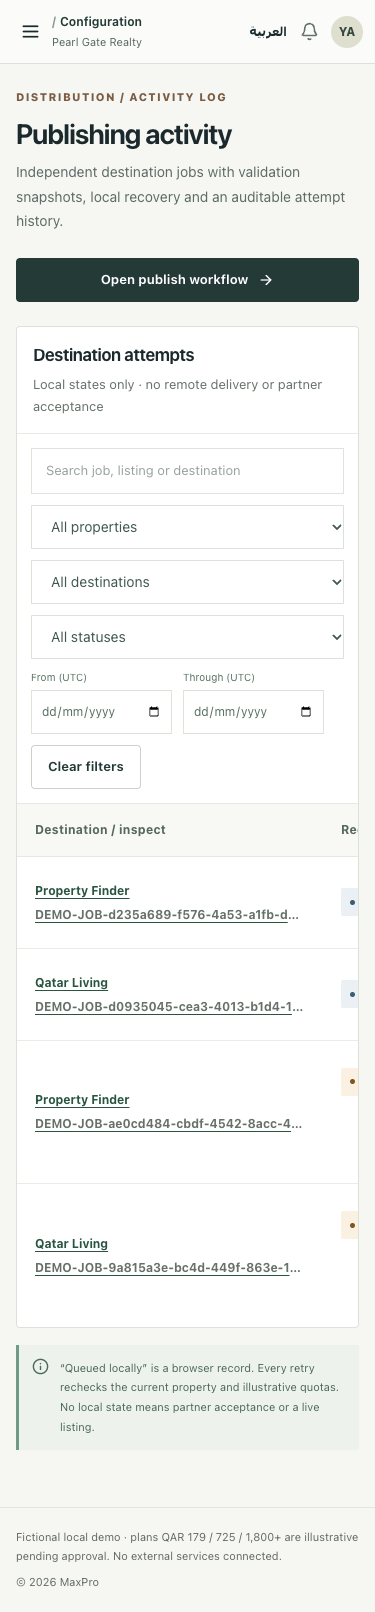 / Configuration
Pearl Gate Realty
العربية
YA
DISTRIBUTION / ACTIVITY LOG
Publishing activity
Independent destination jobs with validation
snapshots, local recovery and an auditable attempt
history.
Open publish workflow →
Destination attempts
Local states only · no remote delivery or partner
acceptance
Search job, listing or destination
All properties
All destinations
All statuses
From (UTC) Through (UTC)
dd/mm/yyyy dd/mm/yyyy
Clear filters
Destination / inspect
Property Finder
DEMO-JOB-d235a689-f576-4a53-a1fb-d...
Qatar Living
DEMO-JOB-d0935045-cea3-4013-b1d4-1...
Property Finder
DEMO-JOB-ae0cd484-cbdf-4542-8acc-4...
Qatar Living
DEMO-JOB-9a815a3e-bc4d-449f-863e-1...
“Queued locally” is a browser record. Every retry
rechecks the current property and illustrative quotas.
No local state means partner acceptance or a live
listing.
Fictional local demo · plans QAR 179 / 725 / 1,800+ are illustrative
pending approval. No external services connected.
© 2026 MaxPro